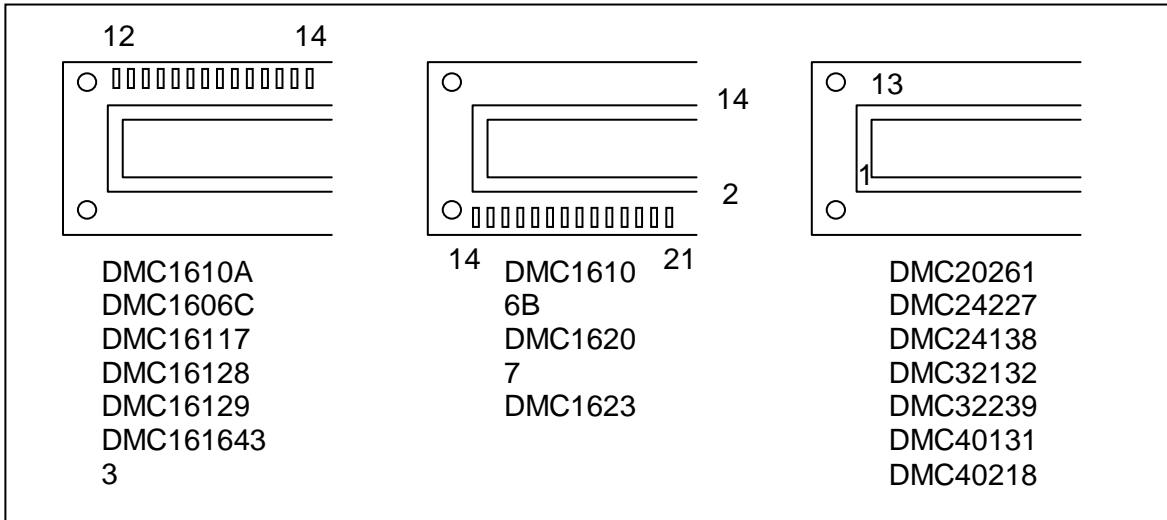 12 14
14
2
14 21
13
1
DMC1610A
DMC1606C
DMC16117
DMC16128
DMC16129
DMC161643
3
DMC1610
6B
DMC1620
7
DMC1623
DMC20261
DMC24227
DMC24138
DMC32132
DMC32239
DMC40131
DMC40218